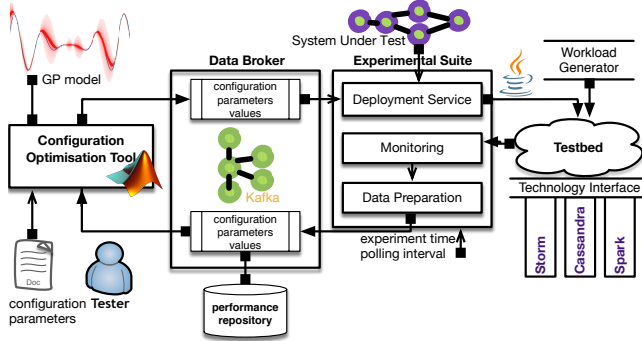 System Under Test
GP model
Data Broker
Experimental Suite
Workload
Generator
configuration
parameters
values
Deployment Service
Configuration
Optimisation Tool
Monitoring
Testbed
Kafka
Data Preparation
Technology Interface
configuration
parameters
values
experiment time
polling interval
Storm
Cassandra
Spark
Doc
configuration
parameters
Tester
performance
repository